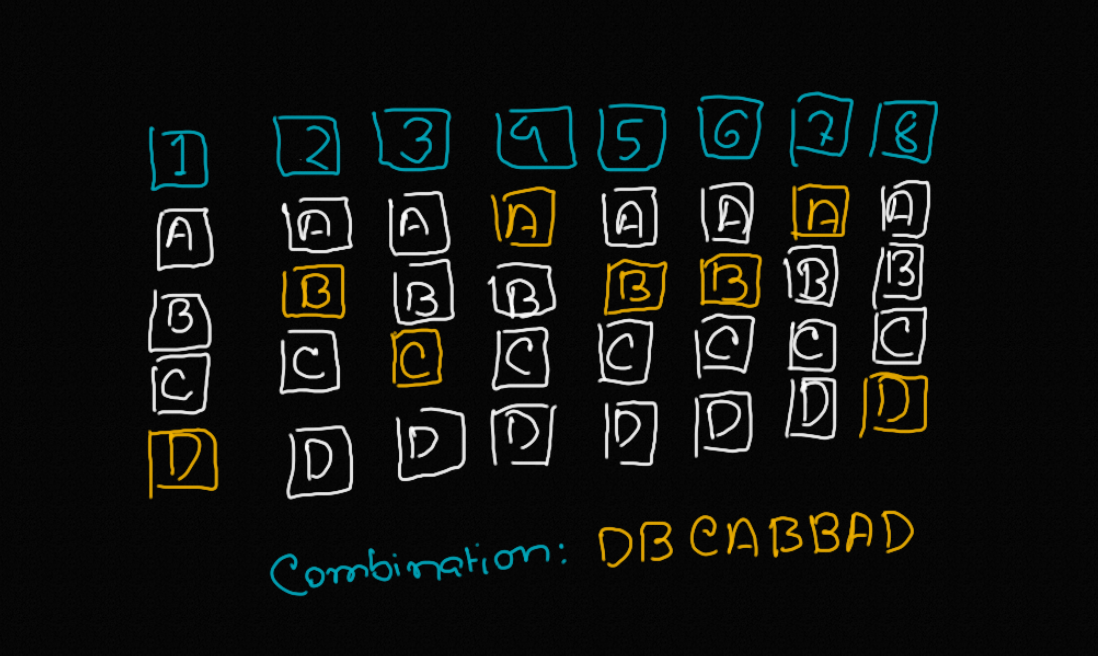 1 2 3 4 5 6 7 8
A A A A A A A A
B B B B B B B B
C C C C C C C C
D D D D D D D D
Combination: DBCABBAD